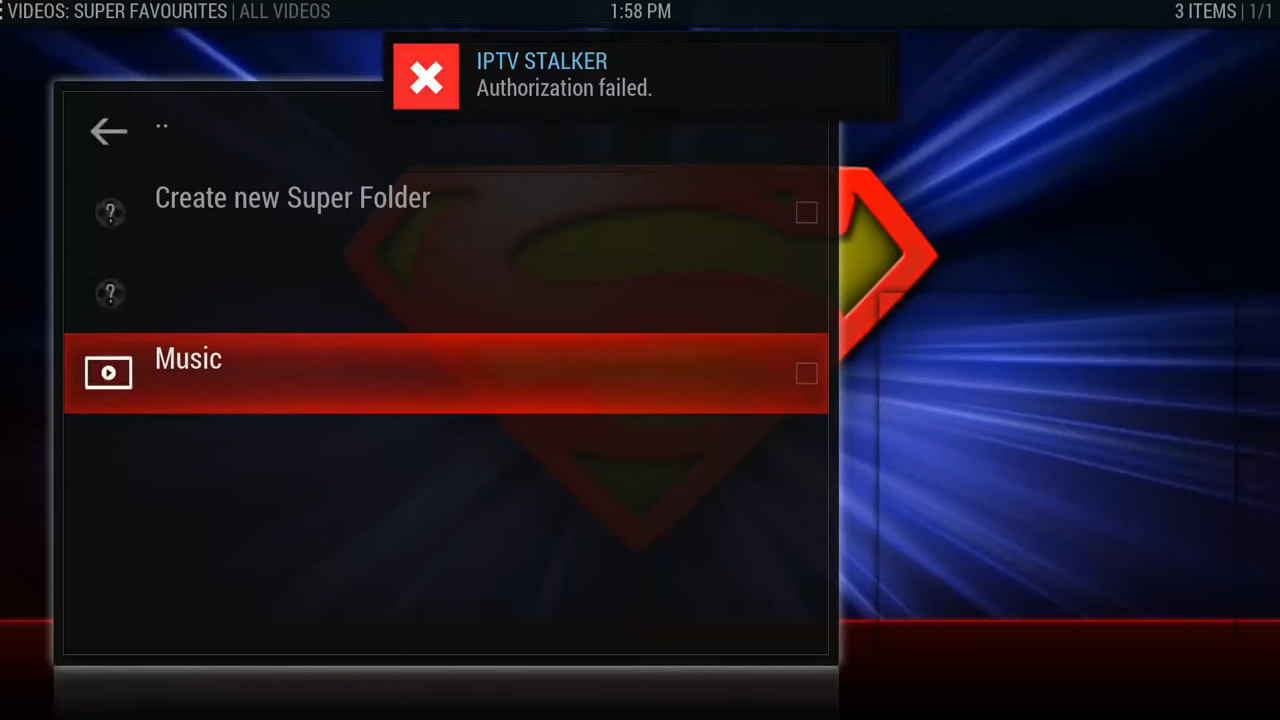 VIDEOS: SUPER FAVOURITES | ALL VIDEOS
1:58 PM
3 ITEMS | 1/1
IPTV STALKER
Authorization failed.
..
Create new Super Folder
Music